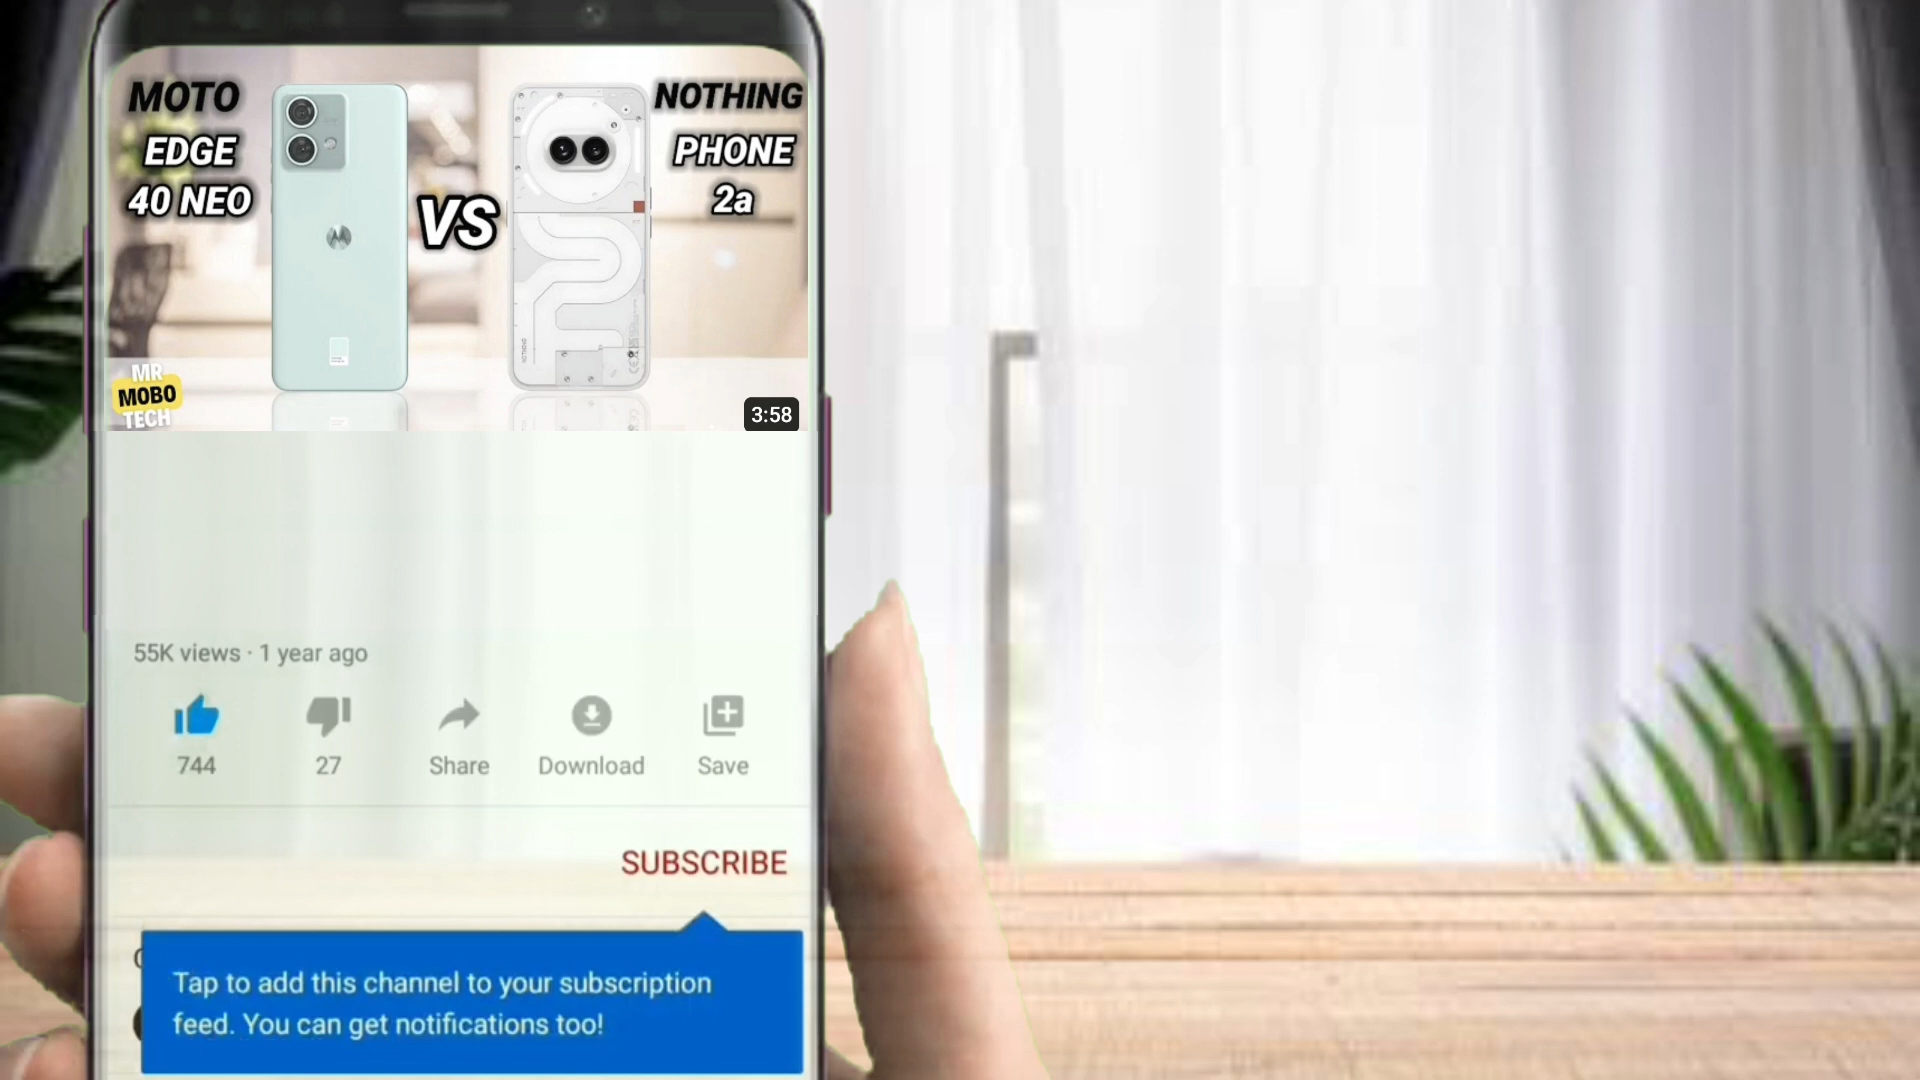 MOTO
EDGE
40 NEO
VS
NOTHING
PHONE
2a
MR
MOBO
TECH
3:58
55K views · 1 year ago
744
27
Share
Download
Save
SUBSCRIBE
Tap to add this channel to your subscription
feed. You can get notifications too!